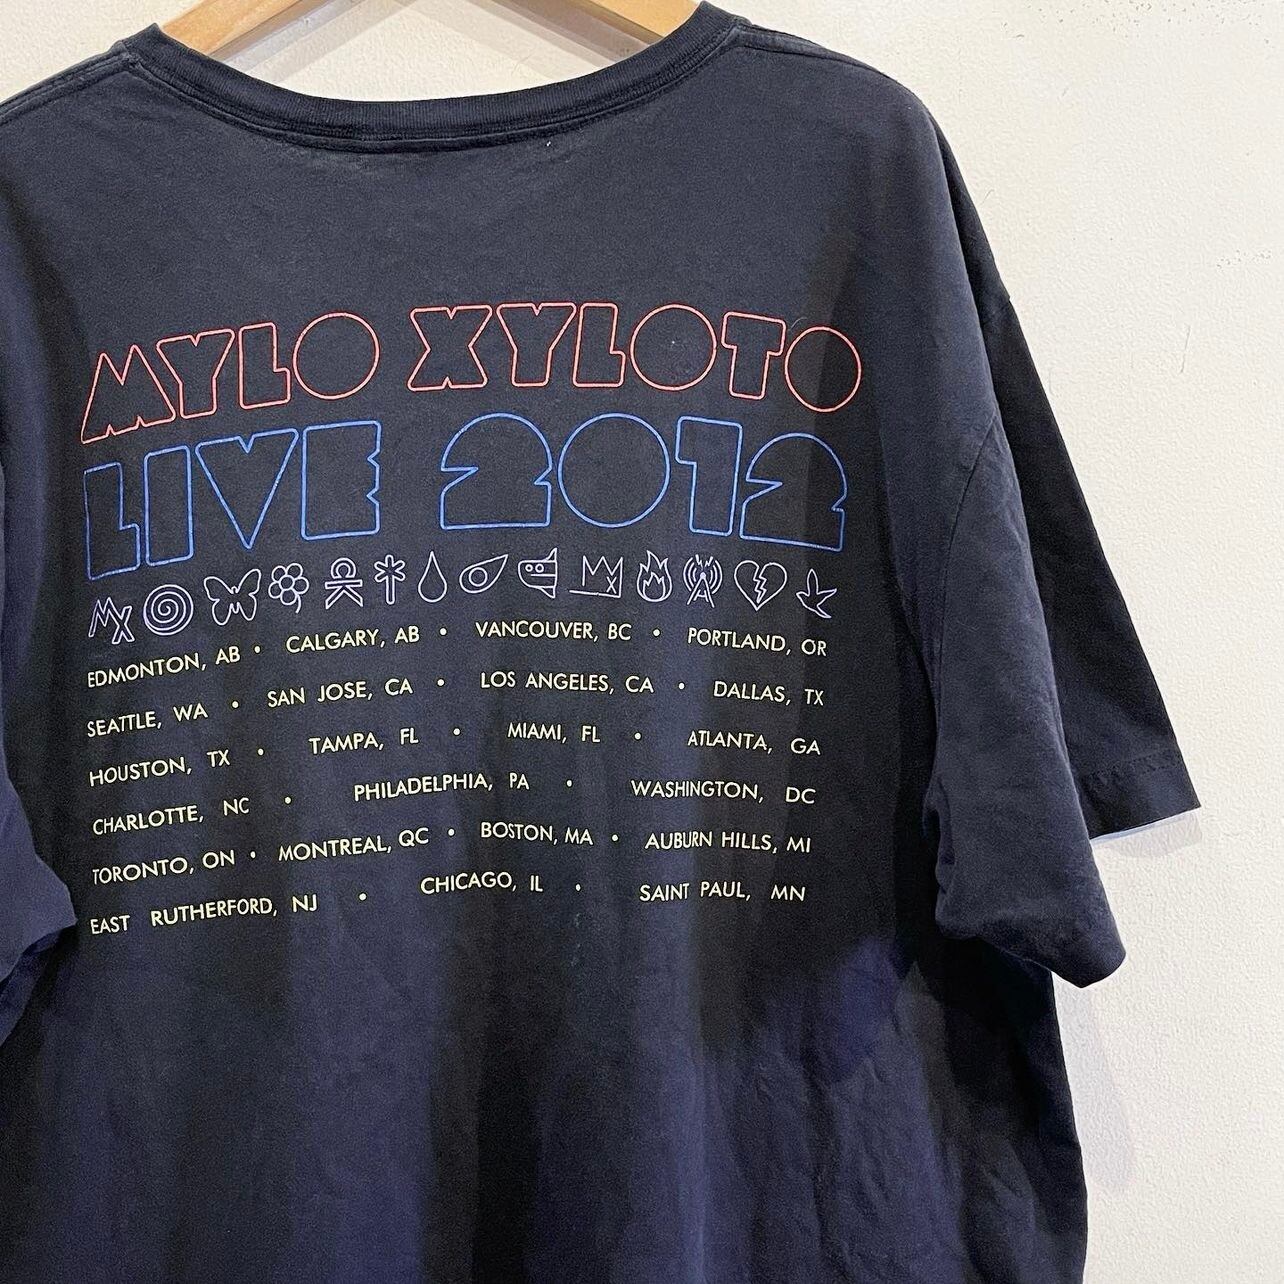 MYLO XYLOTO
LIVE 2012
MX
EDMONTON, AB • CALGARY, AB • VANCOUVER, BC • PORTLAND, OR
SEATTLE, WA • SAN JOSE, CA • LOS ANGELES, CA • DALLAS, TX
HOUSTON, TX • TAMPA, FL • MIAMI, FL • ATLANTA, GA
CHARLOTTE, NC • PHILADELPHIA, PA • WASHINGTON, DC
TORONTO, ON • MONTREAL, QC • BOSTON, MA • AUBURN HILLS, MI
EAST RUTHERFORD, NJ • CHICAGO, IL • SAINT PAUL, MN